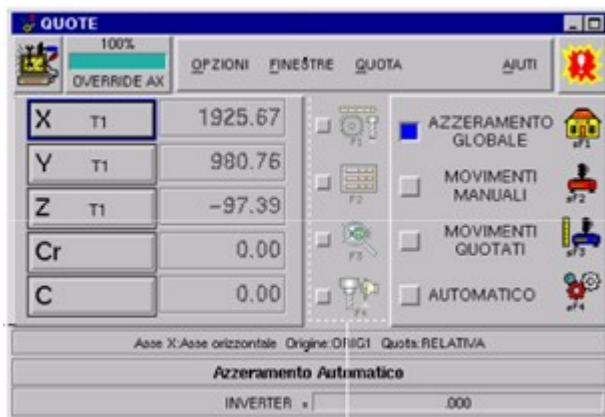 QUOTE
100%
OVERRIDE AX
OPZIONI FINESTRE QUOTA AIUTI
X T1 1925.67
Y T1 980.76
Z T1 -97.39
Cr 0.00
C 0.00
F1
F2
F3
F4
AZZERAMENTO
GLOBALE
sF1
MOVIMENTI
MANUALI
sF2
MOVIMENTI
QUOTATI
sF3
AUTOMATICO
sF4
Asse X:Asse orizzontale Origine:ORIG1 Quota:RELATIVA
Azzeramento Automatico
INVERTER .000